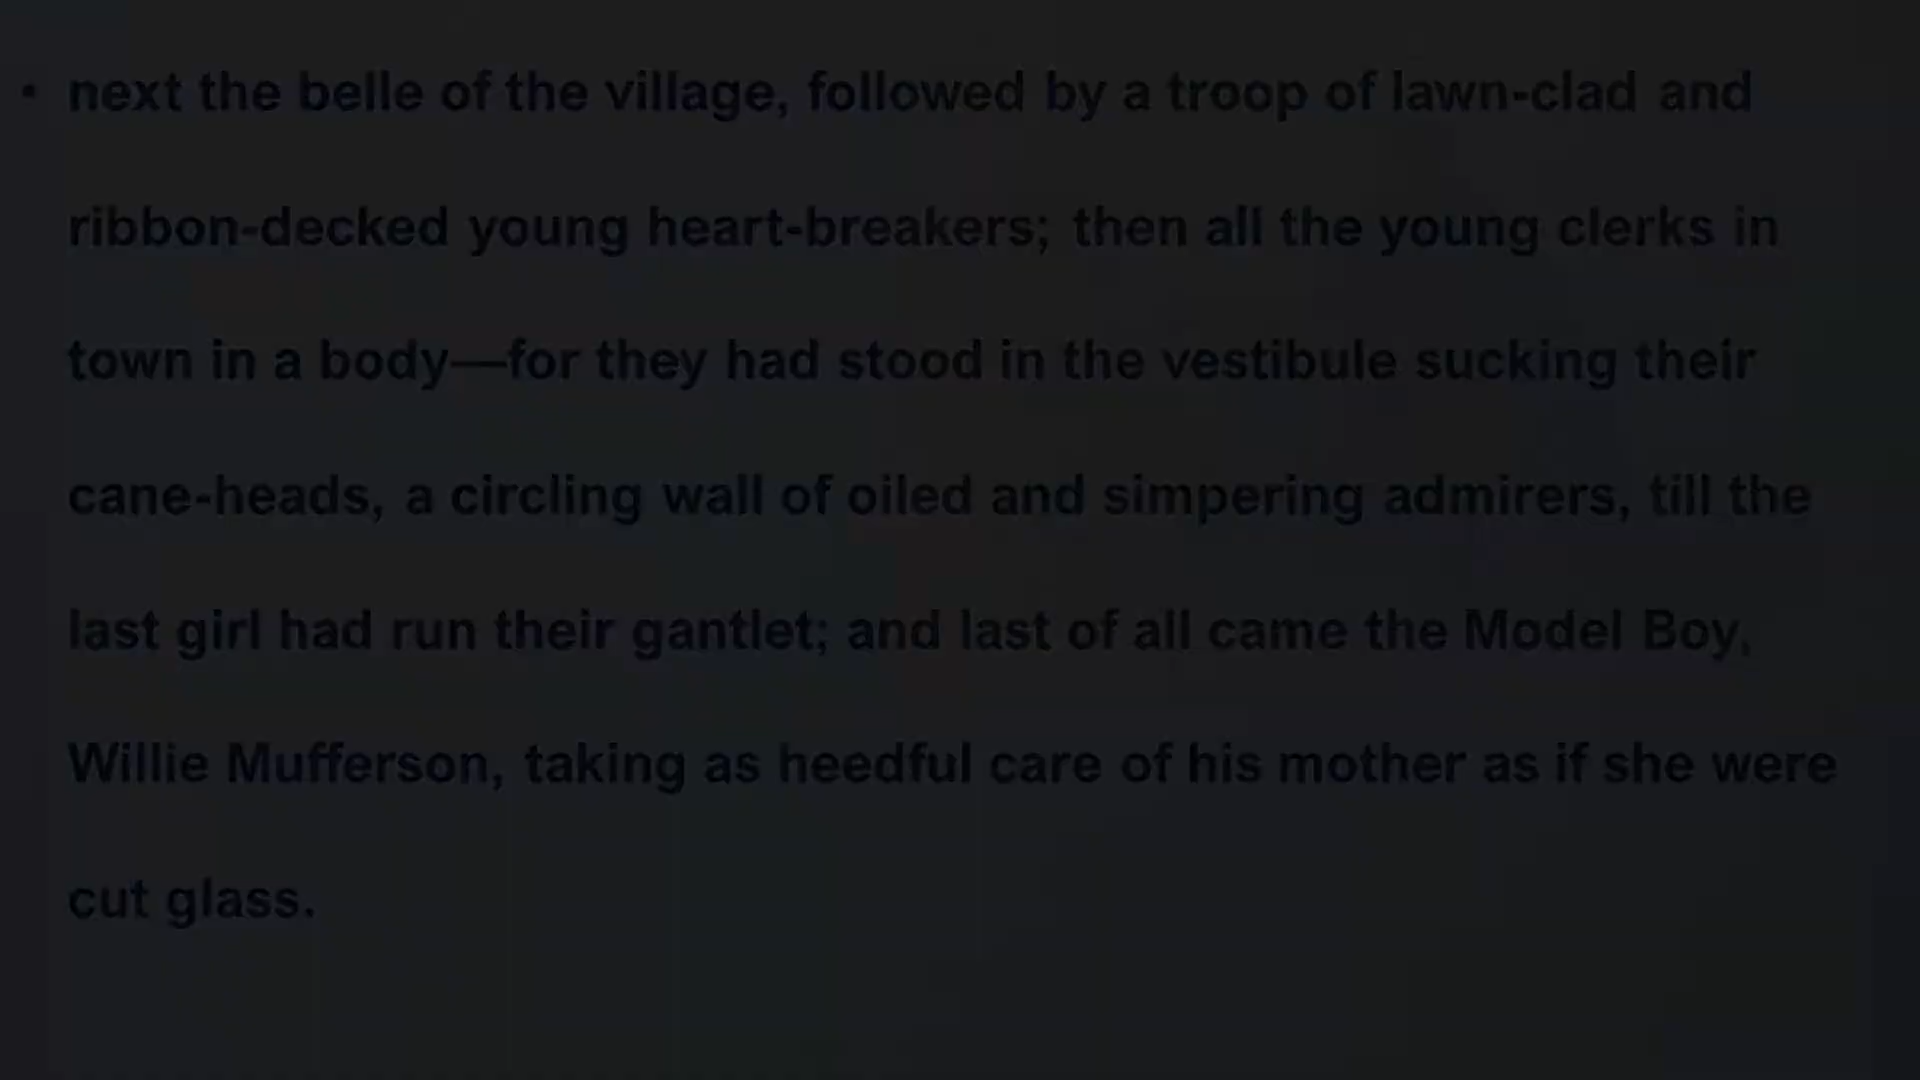 • next the belle of the village, followed by a troop of lawn-clad and
ribbon-decked young heart-breakers; then all the young clerks in
town in a body—for they had stood in the vestibule sucking their
cane-heads, a circling wall of oiled and simpering admirers, till the
last girl had run their gantlet; and last of all came the Model Boy,
Willie Mufferson, taking as heedful care of his mother as if she were
cut glass.